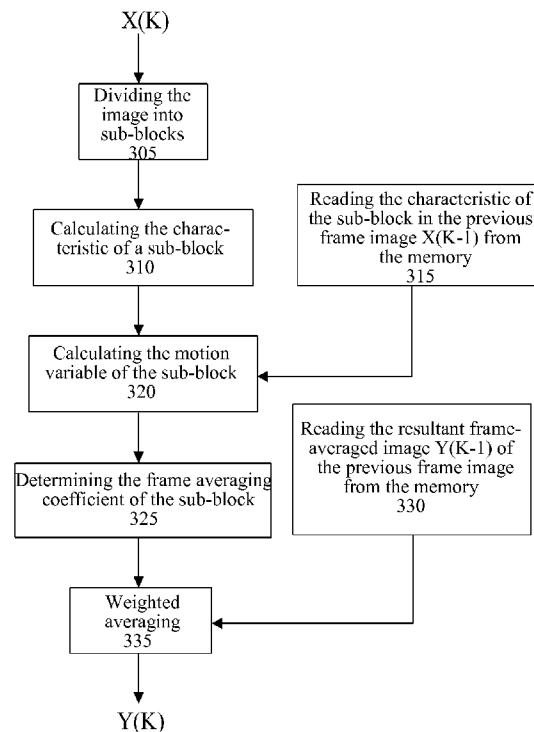 X(K)
Dividing the
image into
sub-blocks
305
Calculating the charac-
teristic of a sub-block
310
Reading the characteristic of
the sub-block in the previous
frame image X(K-1) from
the memory
315
Calculating the motion
variable of the sub-block
320
Reading the resultant frame-
averaged image Y(K-1) of
the previous frame image
from the memory
330
Determining the frame averaging
coefficient of the sub-block
325
Weighted
averaging
335
Y(K)